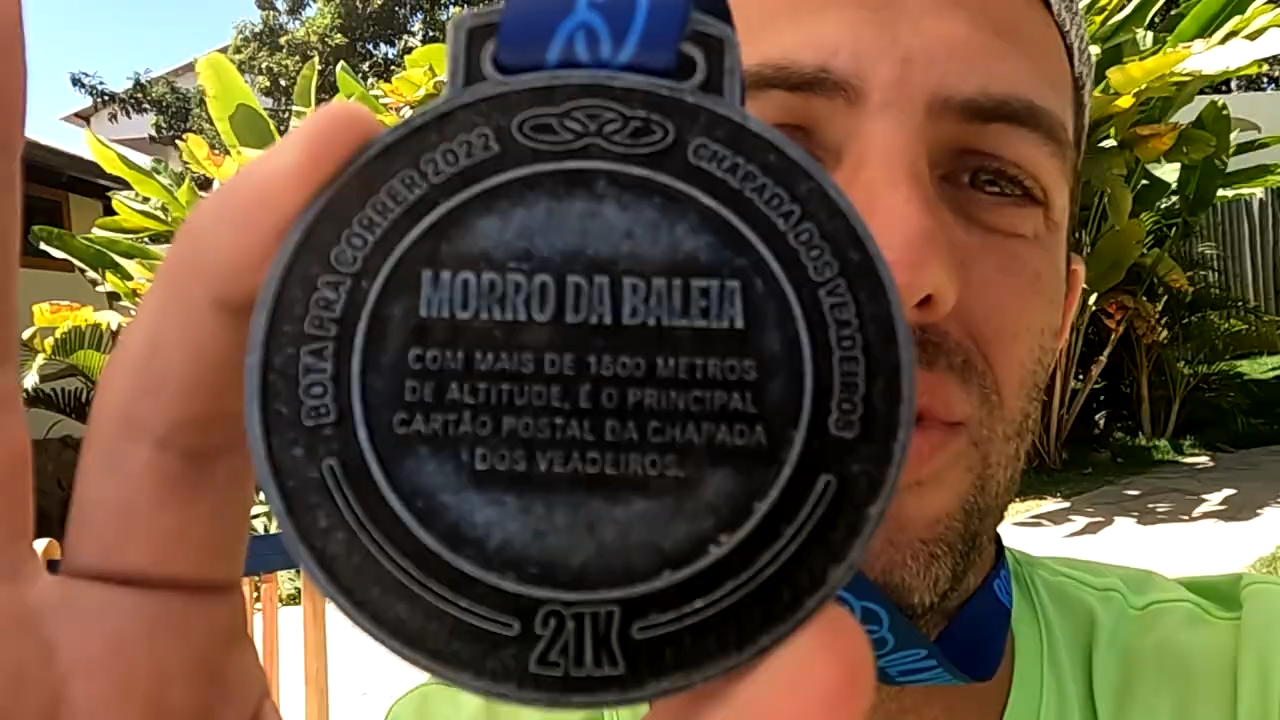 BOTA PRA CORRER 2022
CHAPADA DOS VEADEIROS
MORRO DA BALEIA
COM MAIS DE 1500 METROS
DE ALTITUDE, É O PRINCIPAL
CARTÃO POSTAL DA CHAPADA
DOS VEADEIROS.
21K